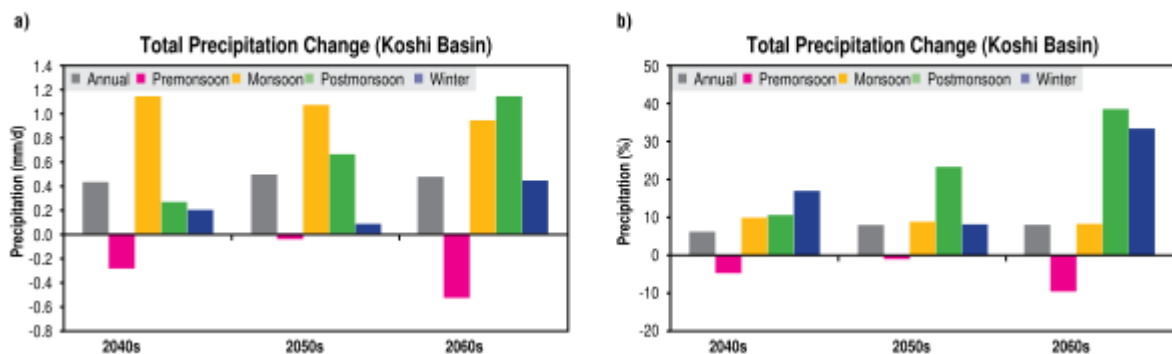 a)
Total Precipitation Change (Koshi Basin)
Annual Premonsoon Monsoon Postmonsoon Winter
Precipitation (mm/d)
1.4
1.2
1.0
0.8
0.6
0.4
0.2
0.0
-0.2
-0.4
-0.6
-0.8
2040s 2050s 2060s
b)
Total Precipitation Change (Koshi Basin)
Annual Premonsoon Monsoon Postmonsoon Winter
Precipitation (%)
50
40
30
20
10
0
-10
-20
2040s 2050s 2060s